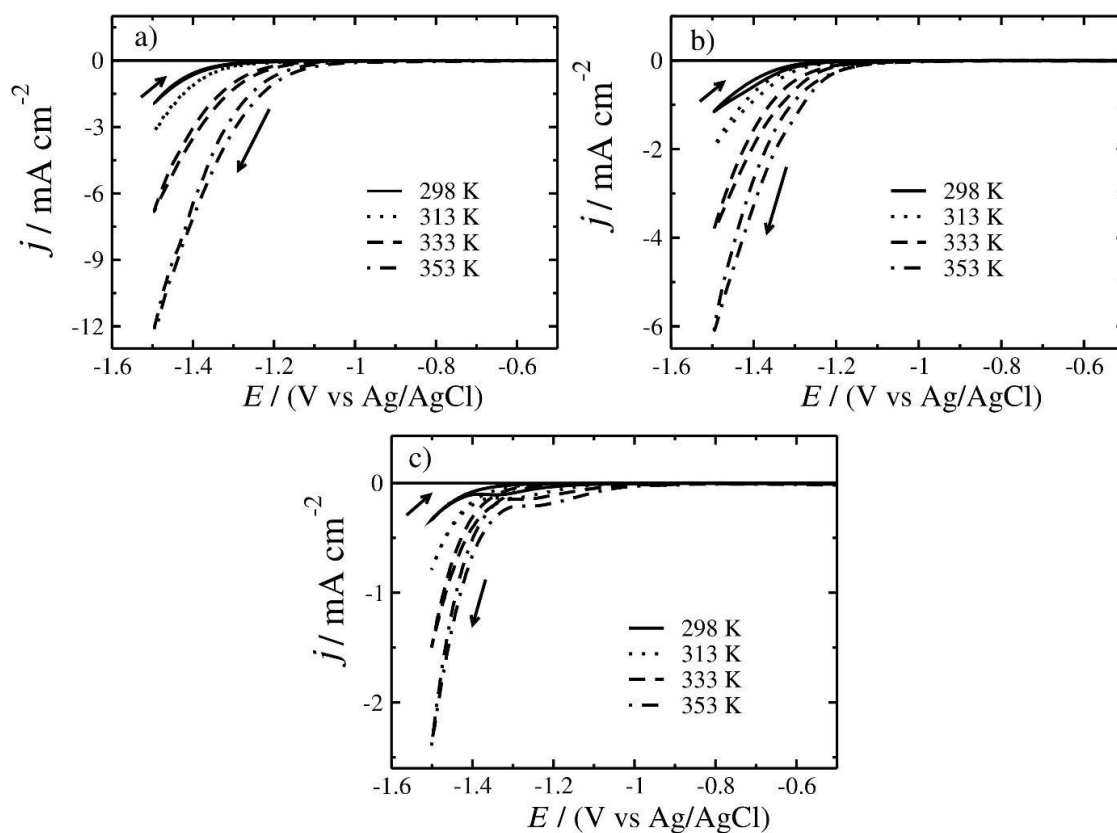 a)
j / mA cm-2
0
-3
-6
-9
-12
298 K
313 K
333 K
353 K
-1.6 -1.4 -1.2 -1 -0.8 -0.6
E / (V vs Ag/AgCl)
b)
j / mA cm-2
0
-2
-4
-6
298 K
313 K
333 K
353 K
-1.6 -1.4 -1.2 -1 -0.8 -0.6
E / (V vs Ag/AgCl)
c)
j / mA cm-2
0
-1
-2
298 K
313 K
333 K
353 K
-1.6 -1.4 -1.2 -1 -0.8 -0.6
E / (V vs Ag/AgCl)